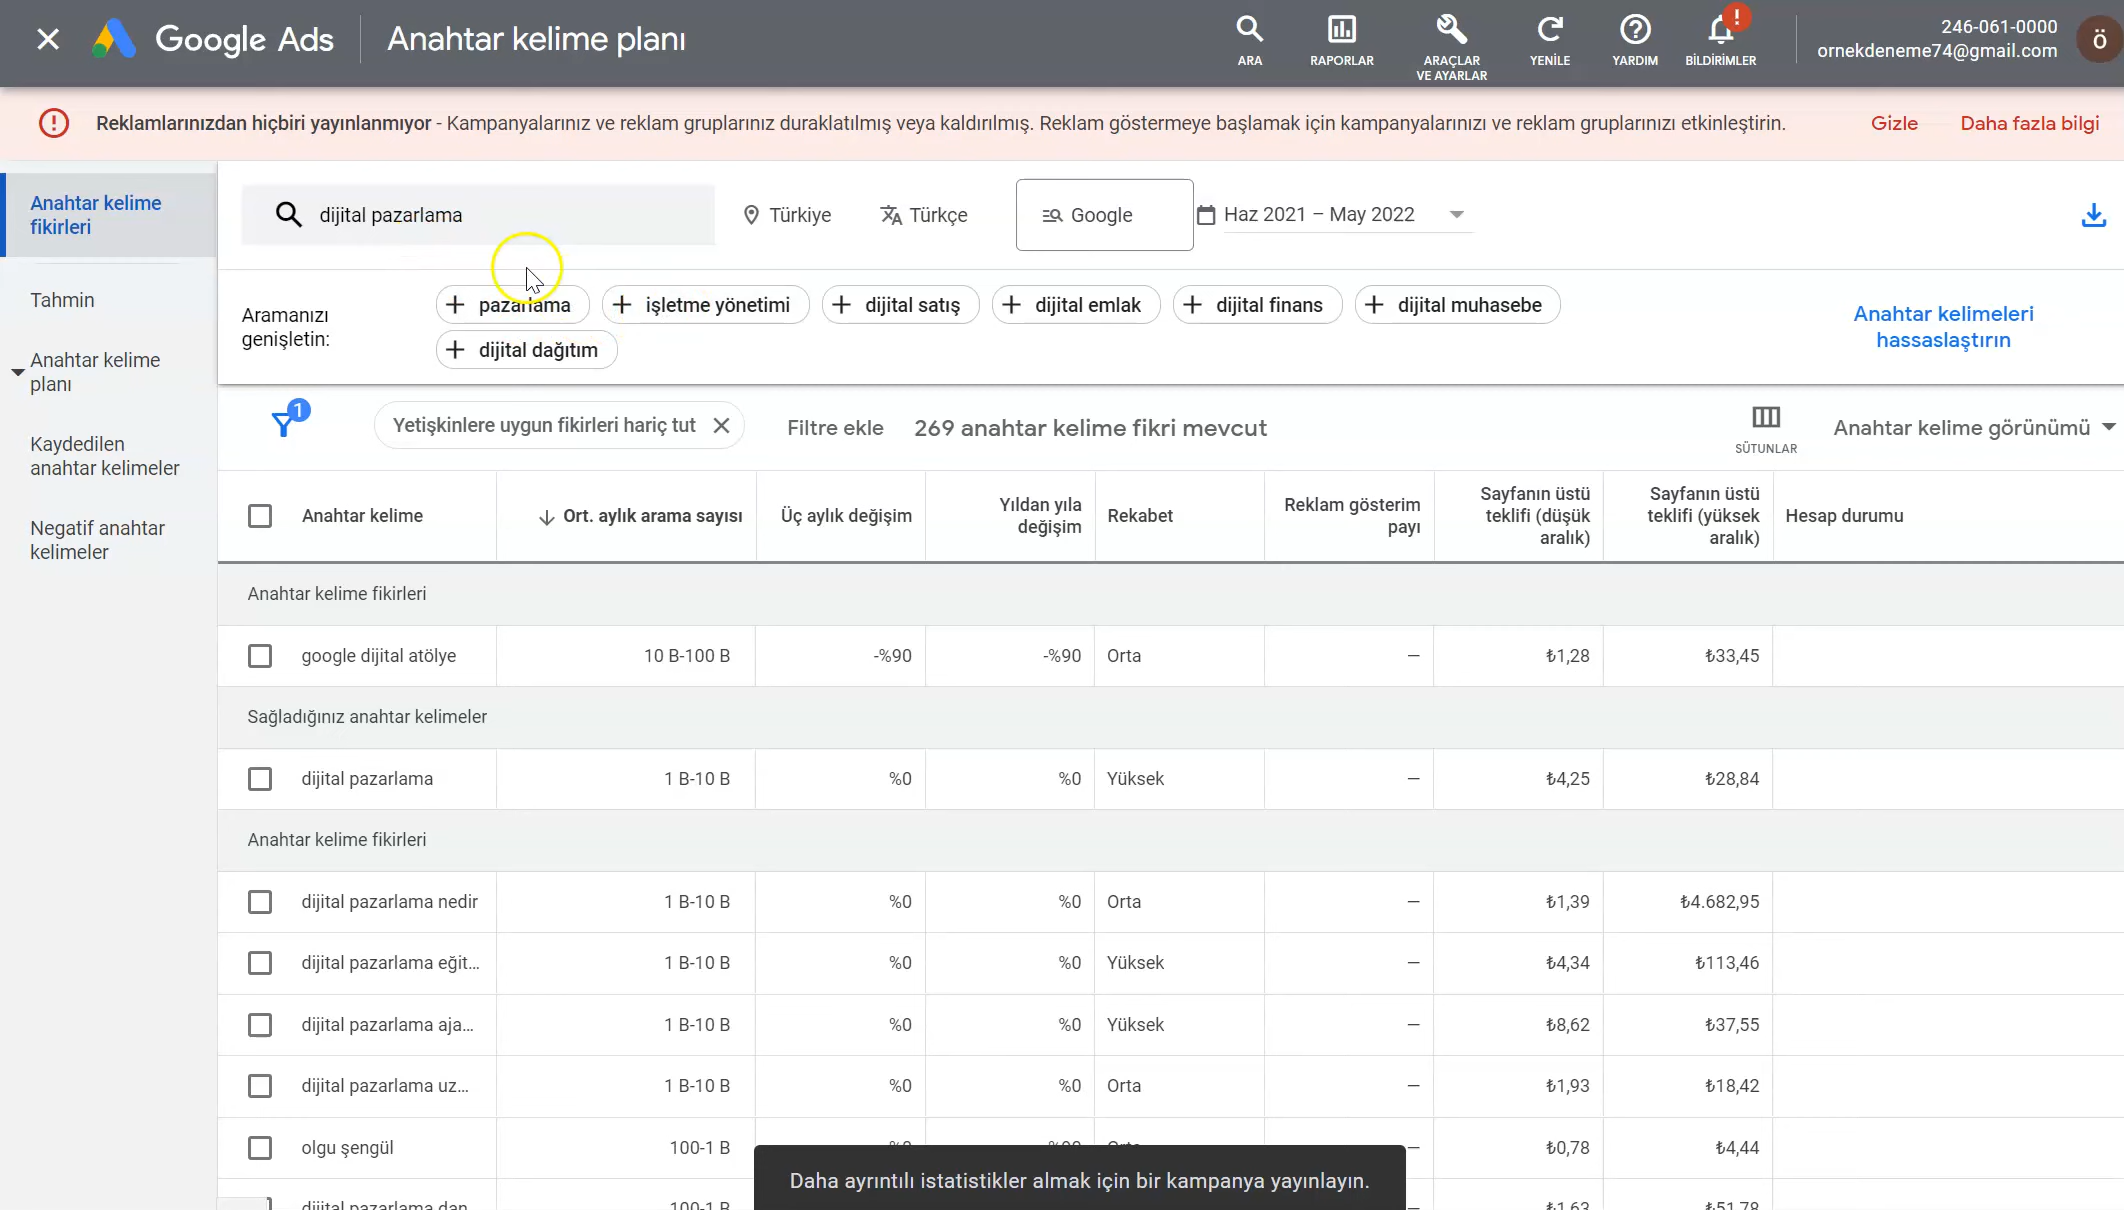 Google Ads
Anahtar kelime planı
ARA
RAPORLAR
ARAÇLAR
VE AYARLAR
YENİLE
YARDIM
BİLDİRİMLER
246-061-0000
ornekdeneme74@gmail.com
ö
Reklamlarınızdan hiçbiri yayınlanmıyor - Kampanyalarınız ve reklam gruplarınız duraklatılmış veya kaldırılmış. Reklam göstermeye başlamak için kampanyalarınızı ve reklam gruplarınızı etkinleştirin.
Gizle
Daha fazla bilgi
Anahtar kelime
fikirleri
Tahmin
Anahtar kelime
planı
Kaydedilen
anahtar kelimeler
Negatif anahtar
kelimeler
dijital pazarlama
Türkiye
Türkçe
Google
Haz 2021 – May 2022
Aramanızı
genişletin:
pazarlama
işletme yönetimi
dijital satış
dijital emlak
dijital finans
dijital muhasebe
dijital dağıtım
Anahtar kelimeleri
hassaslaştırın
1
Yetişkinlere uygun fikirleri hariç tut
Filtre ekle
269 anahtar kelime fikri mevcut
SÜTUNLAR
Anahtar kelime görünümü
Anahtar kelime
Ort. aylık arama sayısı
Üç aylık değişim
Yıldan yıla
değişim
Rekabet
Reklam gösterim
payı
Sayfanın üstü
teklifi (düşük
aralık)
Sayfanın üstü
teklifi (yüksek
aralık)
Hesap durumu
Anahtar kelime fikirleri
google dijital atölye 10 B-100 B -%90 -%90 Orta – ₺1,28 ₺33,45
Sağladığınız anahtar kelimeler
dijital pazarlama 1 B-10 B %0 %0 Yüksek – ₺4,25 ₺28,84
Anahtar kelime fikirleri
dijital pazarlama nedir 1 B-10 B %0 %0 Orta – ₺1,39 ₺4.682,95
dijital pazarlama eğit... 1 B-10 B %0 %0 Yüksek – ₺4,34 ₺113,46
dijital pazarlama aja... 1 B-10 B %0 %0 Yüksek – ₺8,62 ₺37,55
dijital pazarlama uz... 1 B-10 B %0 %0 Orta – ₺1,93 ₺18,42
olgu şengül 100-1 B – ₺0,78 ₺4,44
dijital pazarlama dan 100-1 B – ₺1,63 ₺51,78
Daha ayrıntılı istatistikler almak için bir kampanya yayınlayın.